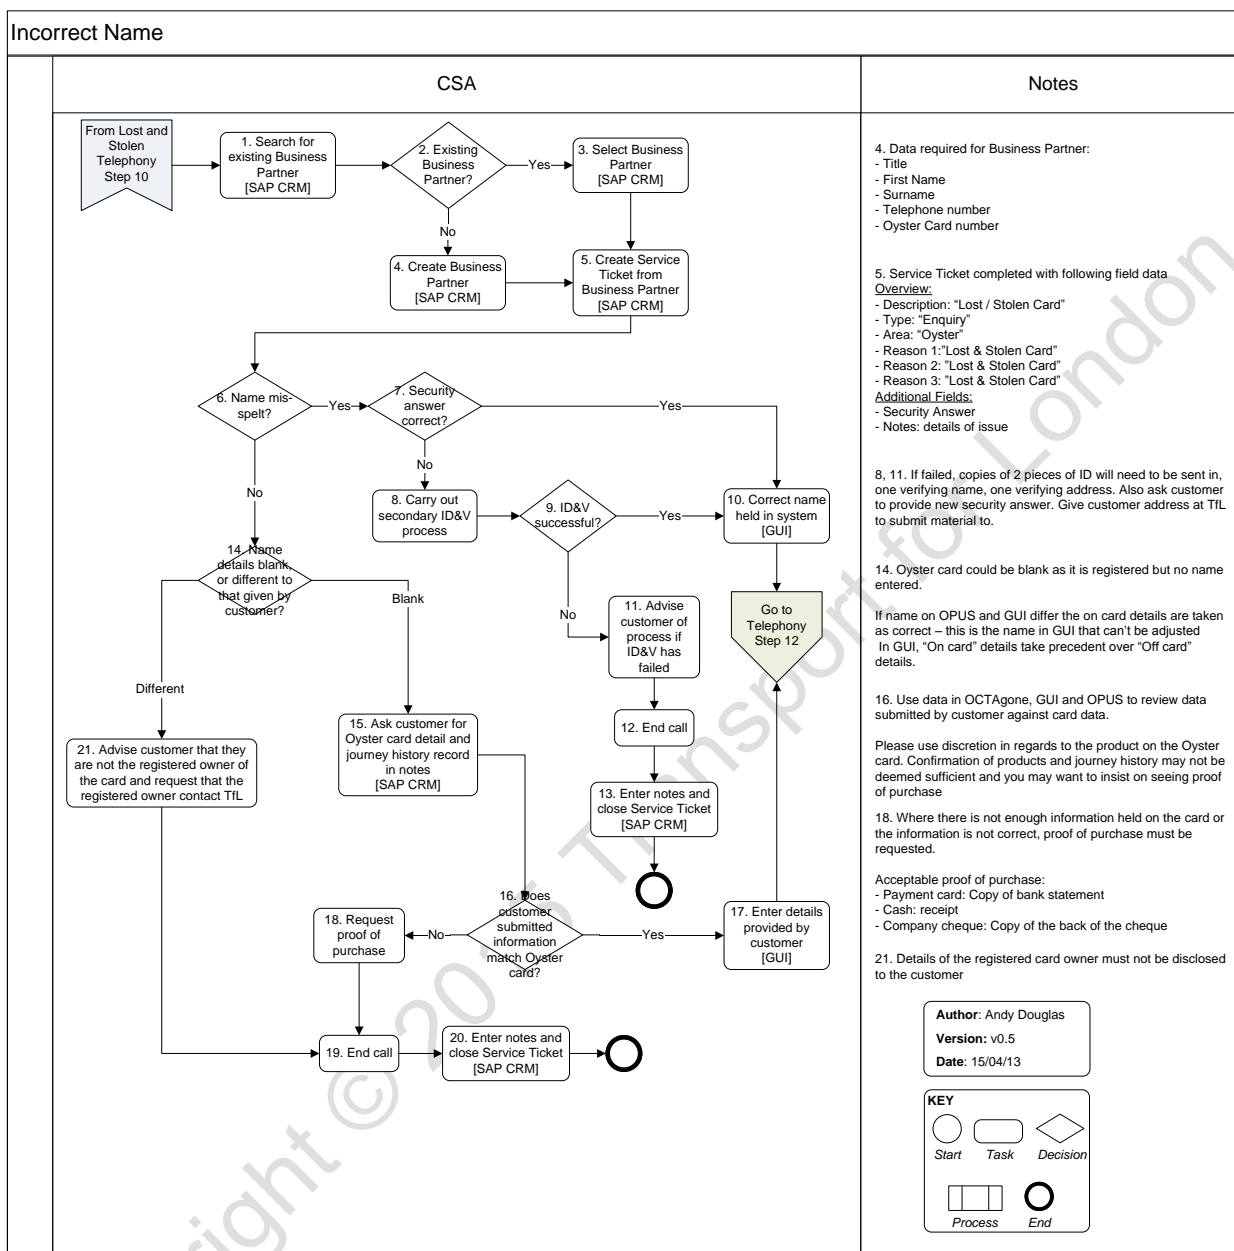 Incorrect Name
CSA
Notes
From Lost and
Stolen
Telephony
Step 10
1. Search for
existing Business
Partner
[SAP CRM]
2. Existing
Business
Partner?
Yes
3. Select Business
Partner
[SAP CRM]
No
4. Create Business
Partner
[SAP CRM]
5. Create Service
Ticket from
Business Partner
[SAP CRM]
6. Name mis-
spelt?
Yes
7. Security
answer
correct?
Yes
No
No
8. Carry out
secondary ID&V
process
9. ID&V
successful?
Yes
10. Correct name
held in system
[GUI]
14. Name
details blank,
or different to
that given by
customer?
Blank
No
11. Advise
customer of
process if
ID&V has
failed
Go to
Telephony
Step 12
Different
15. Ask customer for
Oyster card detail and
journey history record
in notes
[SAP CRM]
12. End call
21. Advise customer that they
are not the registered owner of
the card and request that the
registered owner contact TfL
13. Enter notes and
close Service Ticket
[SAP CRM]
16. Does
customer
submitted
information
match Oyster
card?
No
Yes
18. Request
proof of
purchase
17. Enter details
provided by
customer
[GUI]
19. End call
20. Enter notes and
close Service Ticket
[SAP CRM]
4. Data required for Business Partner:
- Title
- First Name
- Surname
- Telephone number
- Oyster Card number
5. Service Ticket completed with following field data
Overview:
- Description: “Lost / Stolen Card”
- Type: “Enquiry”
- Area: “Oyster”
- Reason 1:”Lost & Stolen Card”
- Reason 2: ”Lost & Stolen Card”
- Reason 3: ”Lost & Stolen Card”
Additional Fields:
- Security Answer
- Notes: details of issue
8, 11. If failed, copies of 2 pieces of ID will need to be sent in,
one verifying name, one verifying address. Also ask customer
to provide new security answer. Give customer address at TfL
to submit material to.
14. Oyster card could be blank as it is registered but no name
entered.
If name on OPUS and GUI differ the on card details are taken
as correct – this is the name in GUI that can’t be adjusted
In GUI, “On card” details take precedent over “Off card”
details.
16. Use data in OCTAgone, GUI and OPUS to review data
submitted by customer against card data.
Please use discretion in regards to the product on the Oyster
card. Confirmation of products and journey history may not be
deemed sufficient and you may want to insist on seeing proof
of purchase
18. Where there is not enough information held on the card or
the information is not correct, proof of purchase must be
requested.
Acceptable proof of purchase:
- Payment card: Copy of bank statement
- Cash: receipt
- Company cheque: Copy of the back of the cheque
21. Details of the registered card owner must not be disclosed
to the customer
Author: Andy Douglas
Version: v0.5
Date: 15/04/13
KEY
Start
Task
Decision
Process
End
right © 20 Transport for London